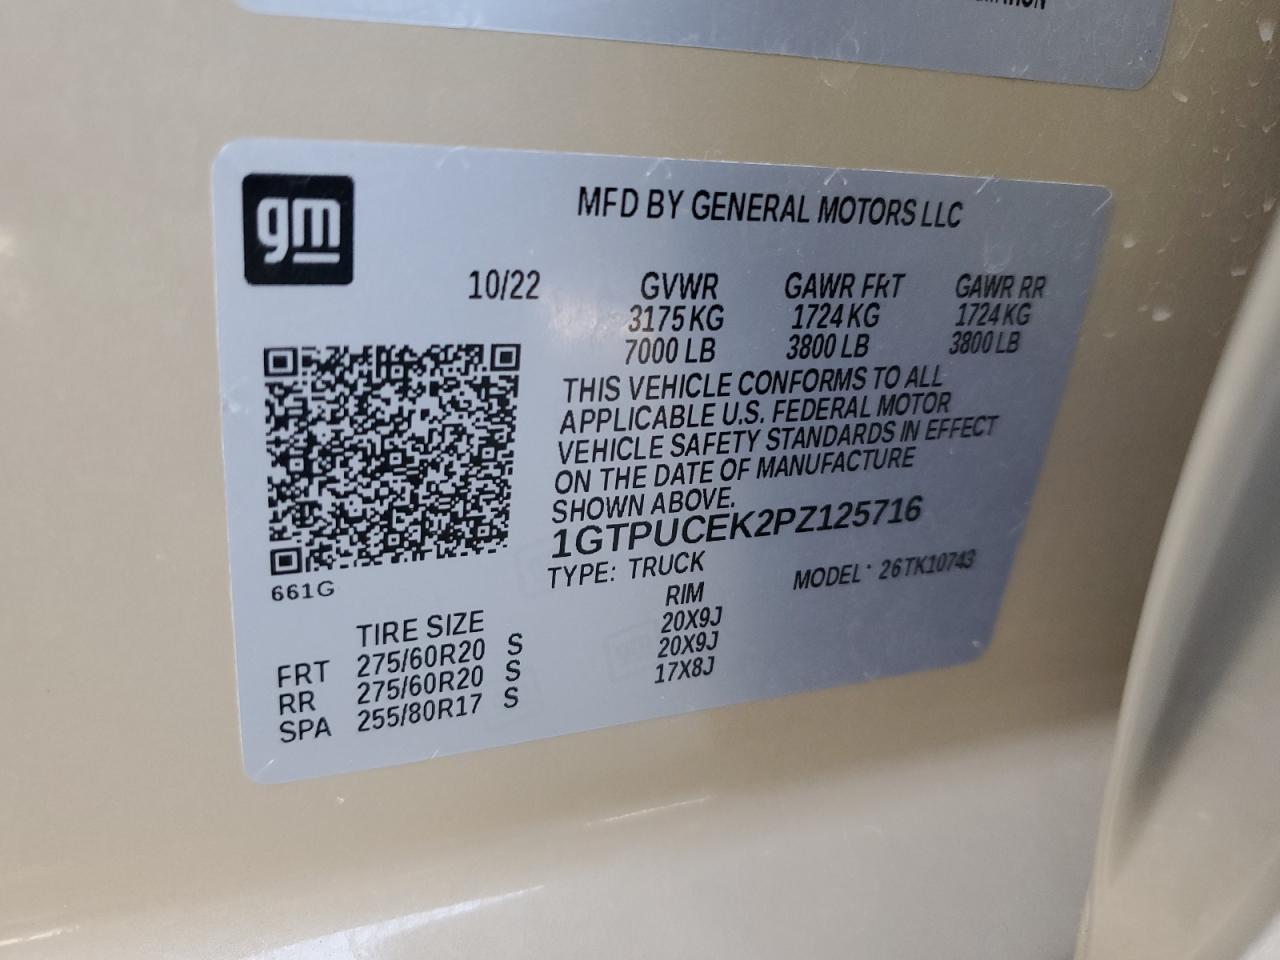 gm
MFD BY GENERAL MOTORS LLC
10/22 GVWR GAWR FRT GAWR RR
3175 KG 1724 KG 1724 KG
7000 LB 3800 LB 3800 LB
THIS VEHICLE CONFORMS TO ALL
APPLICABLE U.S. FEDERAL MOTOR
VEHICLE SAFETY STANDARDS IN EFFECT
ON THE DATE OF MANUFACTURE
SHOWN ABOVE.
1GTPUCEK2PZ125716
TYPE: TRUCK MODEL: 26TK10743
661G
TIRE SIZE RIM
FRT 275/60R20 S 20X9J
RR 275/60R20 S 20X9J
SPA 255/80R17 S 17X8J